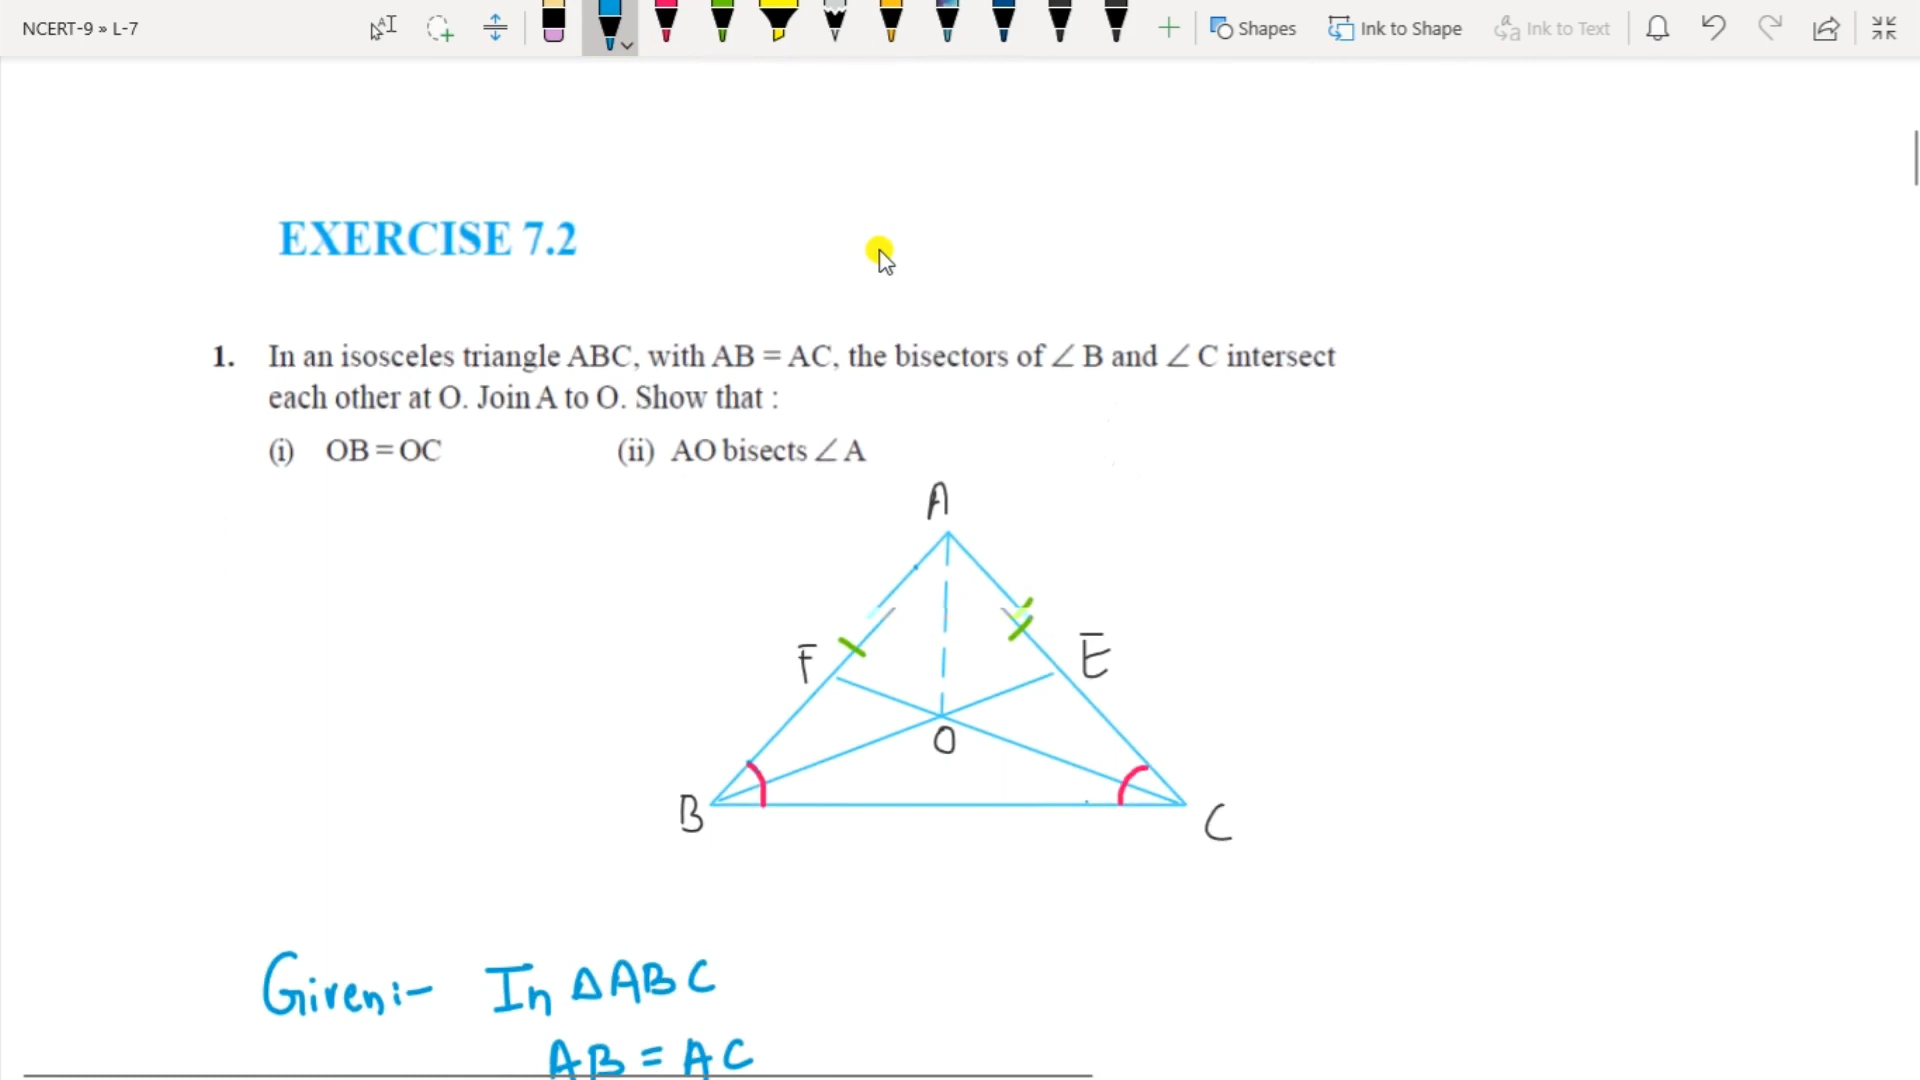 NCERT-9 » L-7
Shapes
Ink to Shape
Ink to Text
EXERCISE 7.2
1. In an isosceles triangle ABC, with AB = AC, the bisectors of ∠ B and ∠ C intersect
each other at O. Join A to O. Show that :
(i) OB = OC (ii) AO bisects ∠ A
A
F
E
O
B
C
Given:- In ΔABC
AB = AC